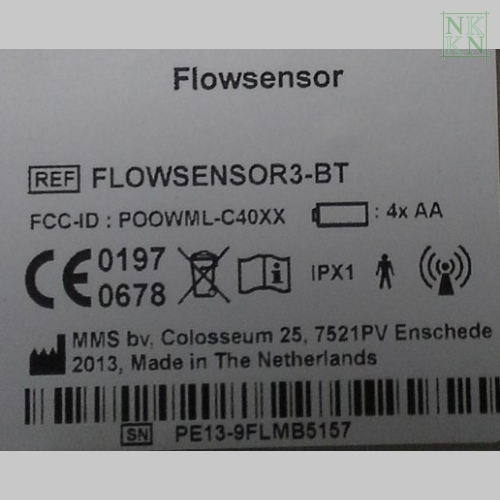 NK
KN
Flowsensor
REF FLOWSENSOR3-BT
FCC-ID : POOWML-C40XX : 4x AA
CE 0197
0678
i IPX1
MMS bv, Colosseum 25, 7521PV Enschede
2013, Made in The Netherlands
SN PE13-9FLMB5157